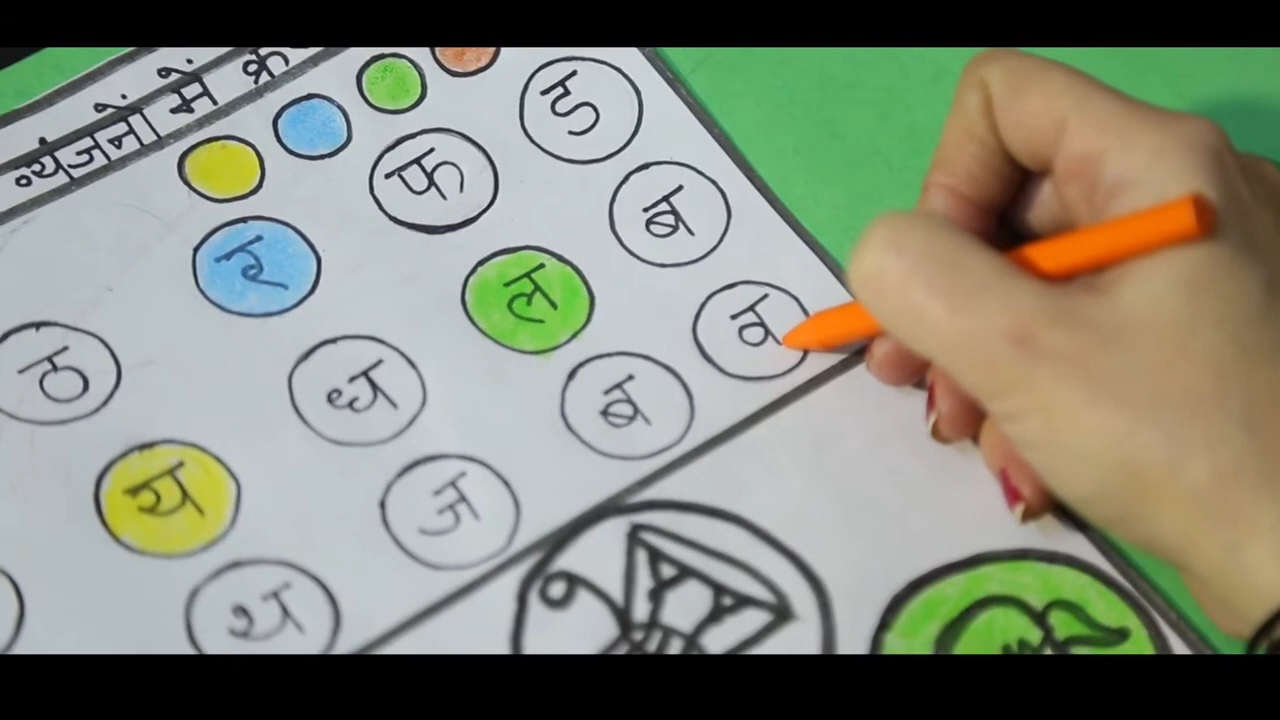 व्यंजनों में
फ ड
र ल ब
ठ ध ब व
य ज
थ